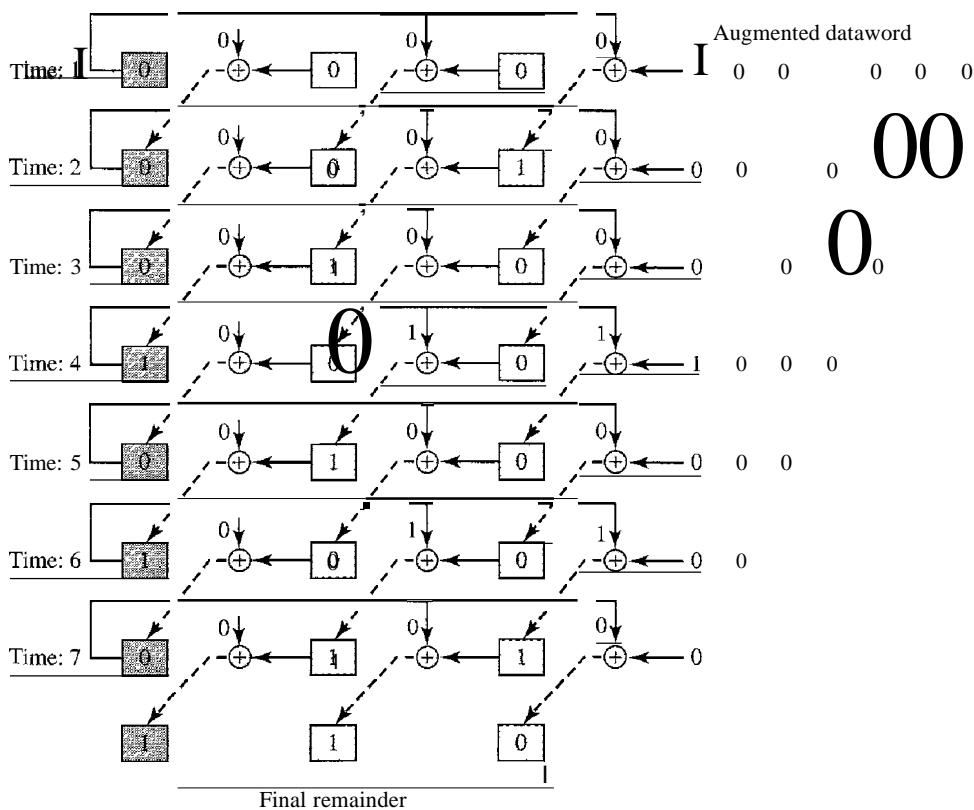 Augmented dataword
0 0 0
Time: 1 0 0 0 I 0 0 0 0 0
0 0 0
Time: 2 0 0 1 0 0 0 00
0 0 0
Time: 3 0 1 0 0 0 0 0
0 1 1
Time: 4 1 0 0 1 0 0 0
0 0 0
Time: 5 0 1 0 0 0 0
0 1 1
Time: 6 1 0 0 0 0
0 0 0
Time: 7 0 1 1 0
1 1 0
Final remainder